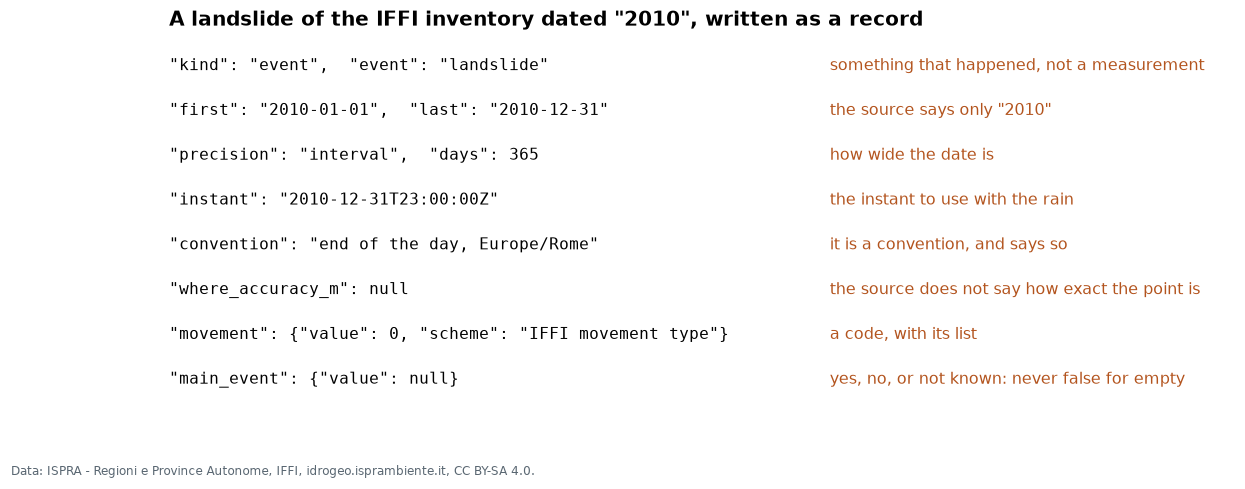 A landslide of the IFFI inventory dated "2010", written as a record
"kind": "event",  "event": "landslide" something that happened, not a measurement
"first": "2010-01-01",  "last": "2010-12-31" the source says only "2010"
"precision": "interval",  "days": 365 how wide the date is
"instant": "2010-12-31T23:00:00Z" the instant to use with the rain
"convention": "end of the day, Europe/Rome" it is a convention, and says so
"where_accuracy_m": null the source does not say how exact the point is
"movement": {"value": 0, "scheme": "IFFI movement type"} a code, with its list
"main_event": {"value": null} yes, no, or not known: never false for empty
Data: ISPRA - Regioni e Province Autonome, IFFI, idrogeo.isprambiente.it, CC BY-SA 4.0.